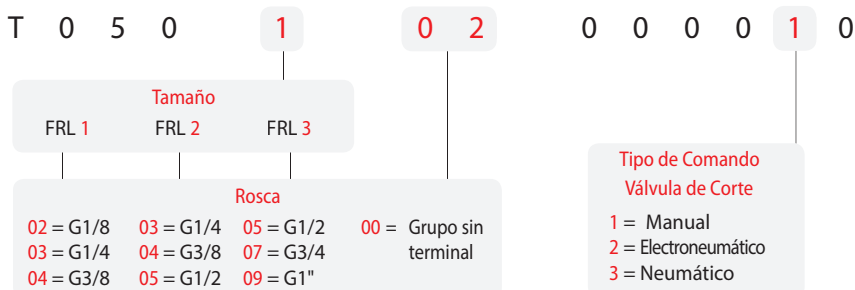 T 0 5 0 1 0 2 0 0 0 0 1 0
Tamaño
FRL 1 FRL 2 FRL 3
Rosca
02 = G1/8 03 = G1/4 05 = G1/2 00 = Grupo sin
03 = G1/4 04 = G3/8 07 = G3/4 terminal
04 = G3/8 05 = G1/2 09 = G1"
Tipo de Comando
Válvula de Corte
1 = Manual
2 = Electroneumático
3 = Neumático